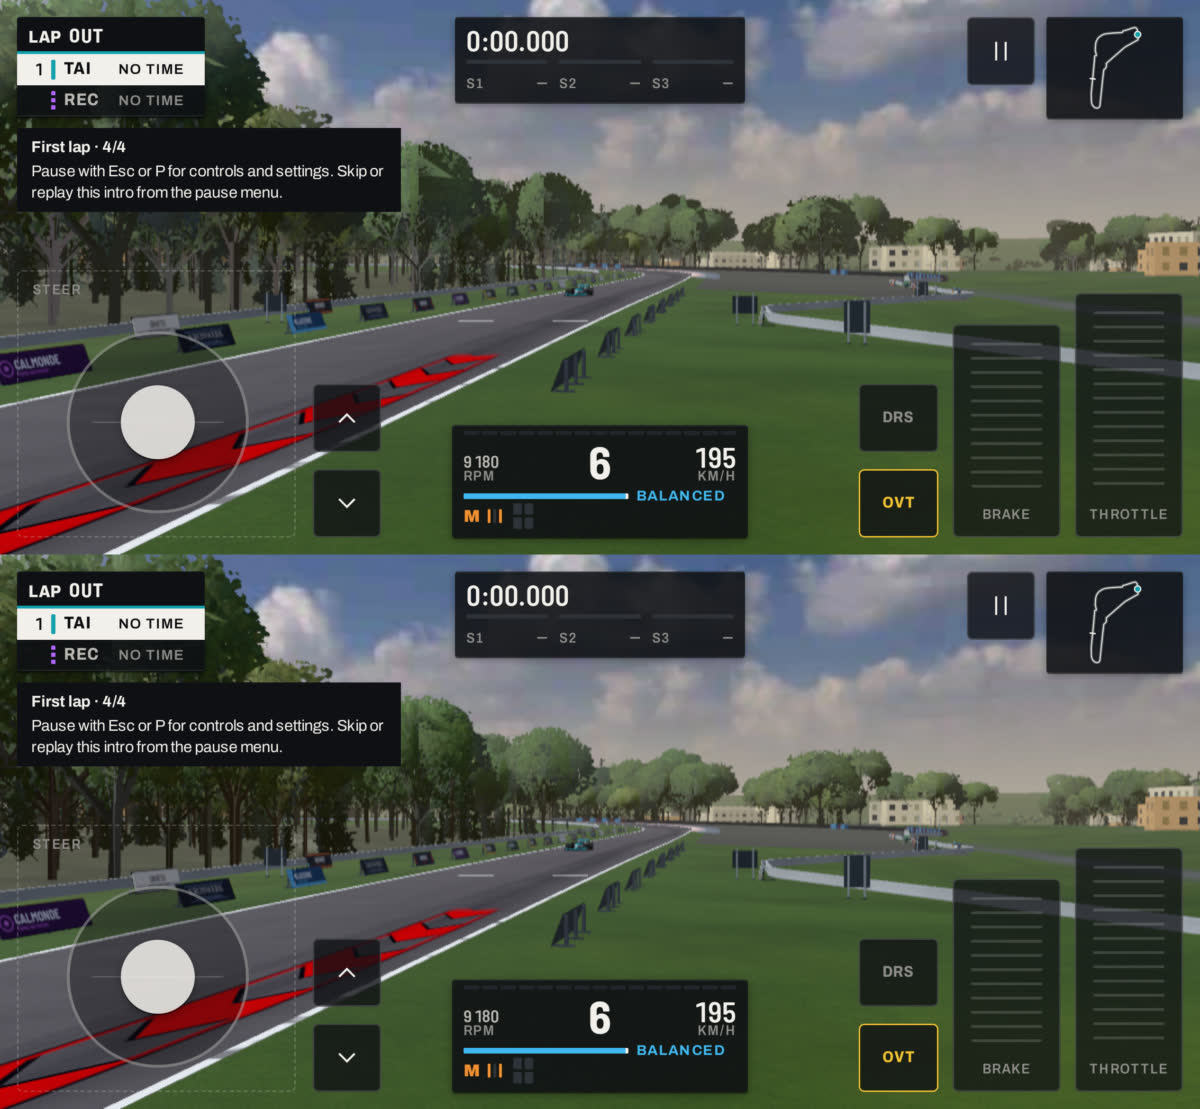 LAP OUT
0:00.000
1 TAI NO TIME
S1 – S2 – S3 –
REC NO TIME
First lap · 4/4
Pause with Esc or P for controls and settings. Skip or
replay this intro from the pause menu.
STEER
CALMONDE
DRS
9 180 RPM
6
195 KM/H
BALANCED
M
OVT
BRAKE
THROTTLE
LAP OUT
0:00.000
1 TAI NO TIME
S1 – S2 – S3 –
REC NO TIME
First lap · 4/4
Pause with Esc or P for controls and settings. Skip or
replay this intro from the pause menu.
STEER
CALMONDE
DRS
9 180 RPM
6
195 KM/H
BALANCED
M
OVT
BRAKE
THROTTLE